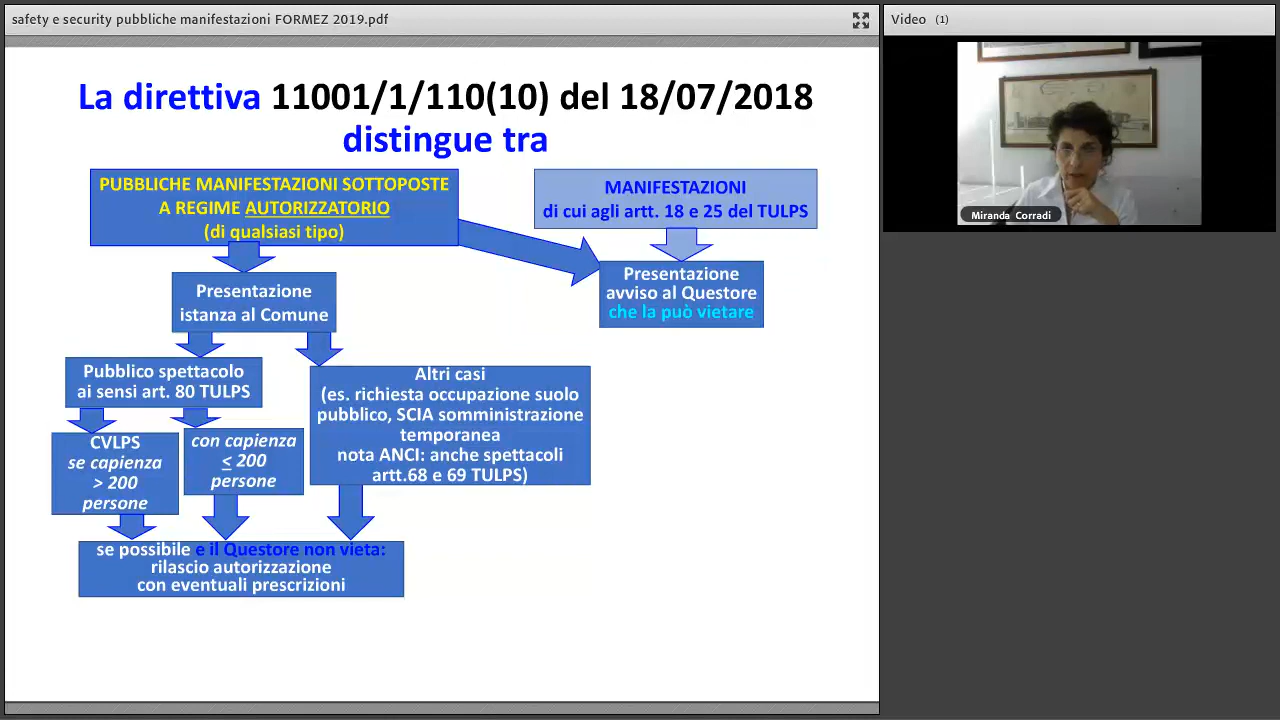 safety e security pubbliche manifestazioni FORMEZ 2019.pdf
Video (1)
La direttiva 11001/1/110(10) del 18/07/2018
distingue tra
PUBBLICHE MANIFESTAZIONI SOTTOPOSTE
A REGIME AUTORIZZATORIO
(di qualsiasi tipo)
MANIFESTAZIONI
di cui agli artt. 18 e 25 del TULPS
Presentazione
avviso al Questore
che la può vietare
Presentazione
istanza al Comune
Pubblico spettacolo
ai sensi art. 80 TULPS
Altri casi
(es. richiesta occupazione suolo
pubblico, SCIA somministrazione
temporanea
nota ANCI: anche spettacoli
artt.68 e 69 TULPS)
CVLPS
se capienza
> 200
persone
con capienza
≤ 200
persone
se possibile e il Questore non vieta:
rilascio autorizzazione
con eventuali prescrizioni
Miranda Corradi